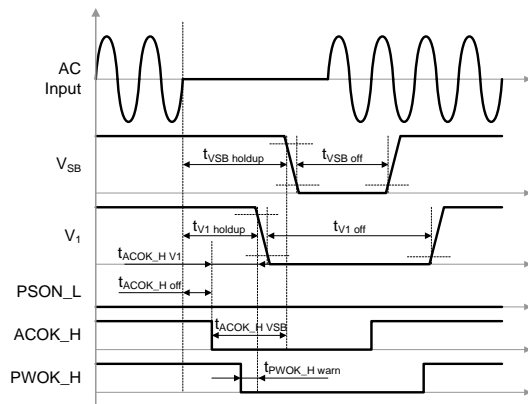 AC
Input
VSB
tVSB holdup
tVSB off
V1
tV1 holdup
tV1 off
tACOK_H V1
tACOK_H off
PSON_L
ACOK_H
tACOK_H VSB
PWOK_H
tPWOK_H warn